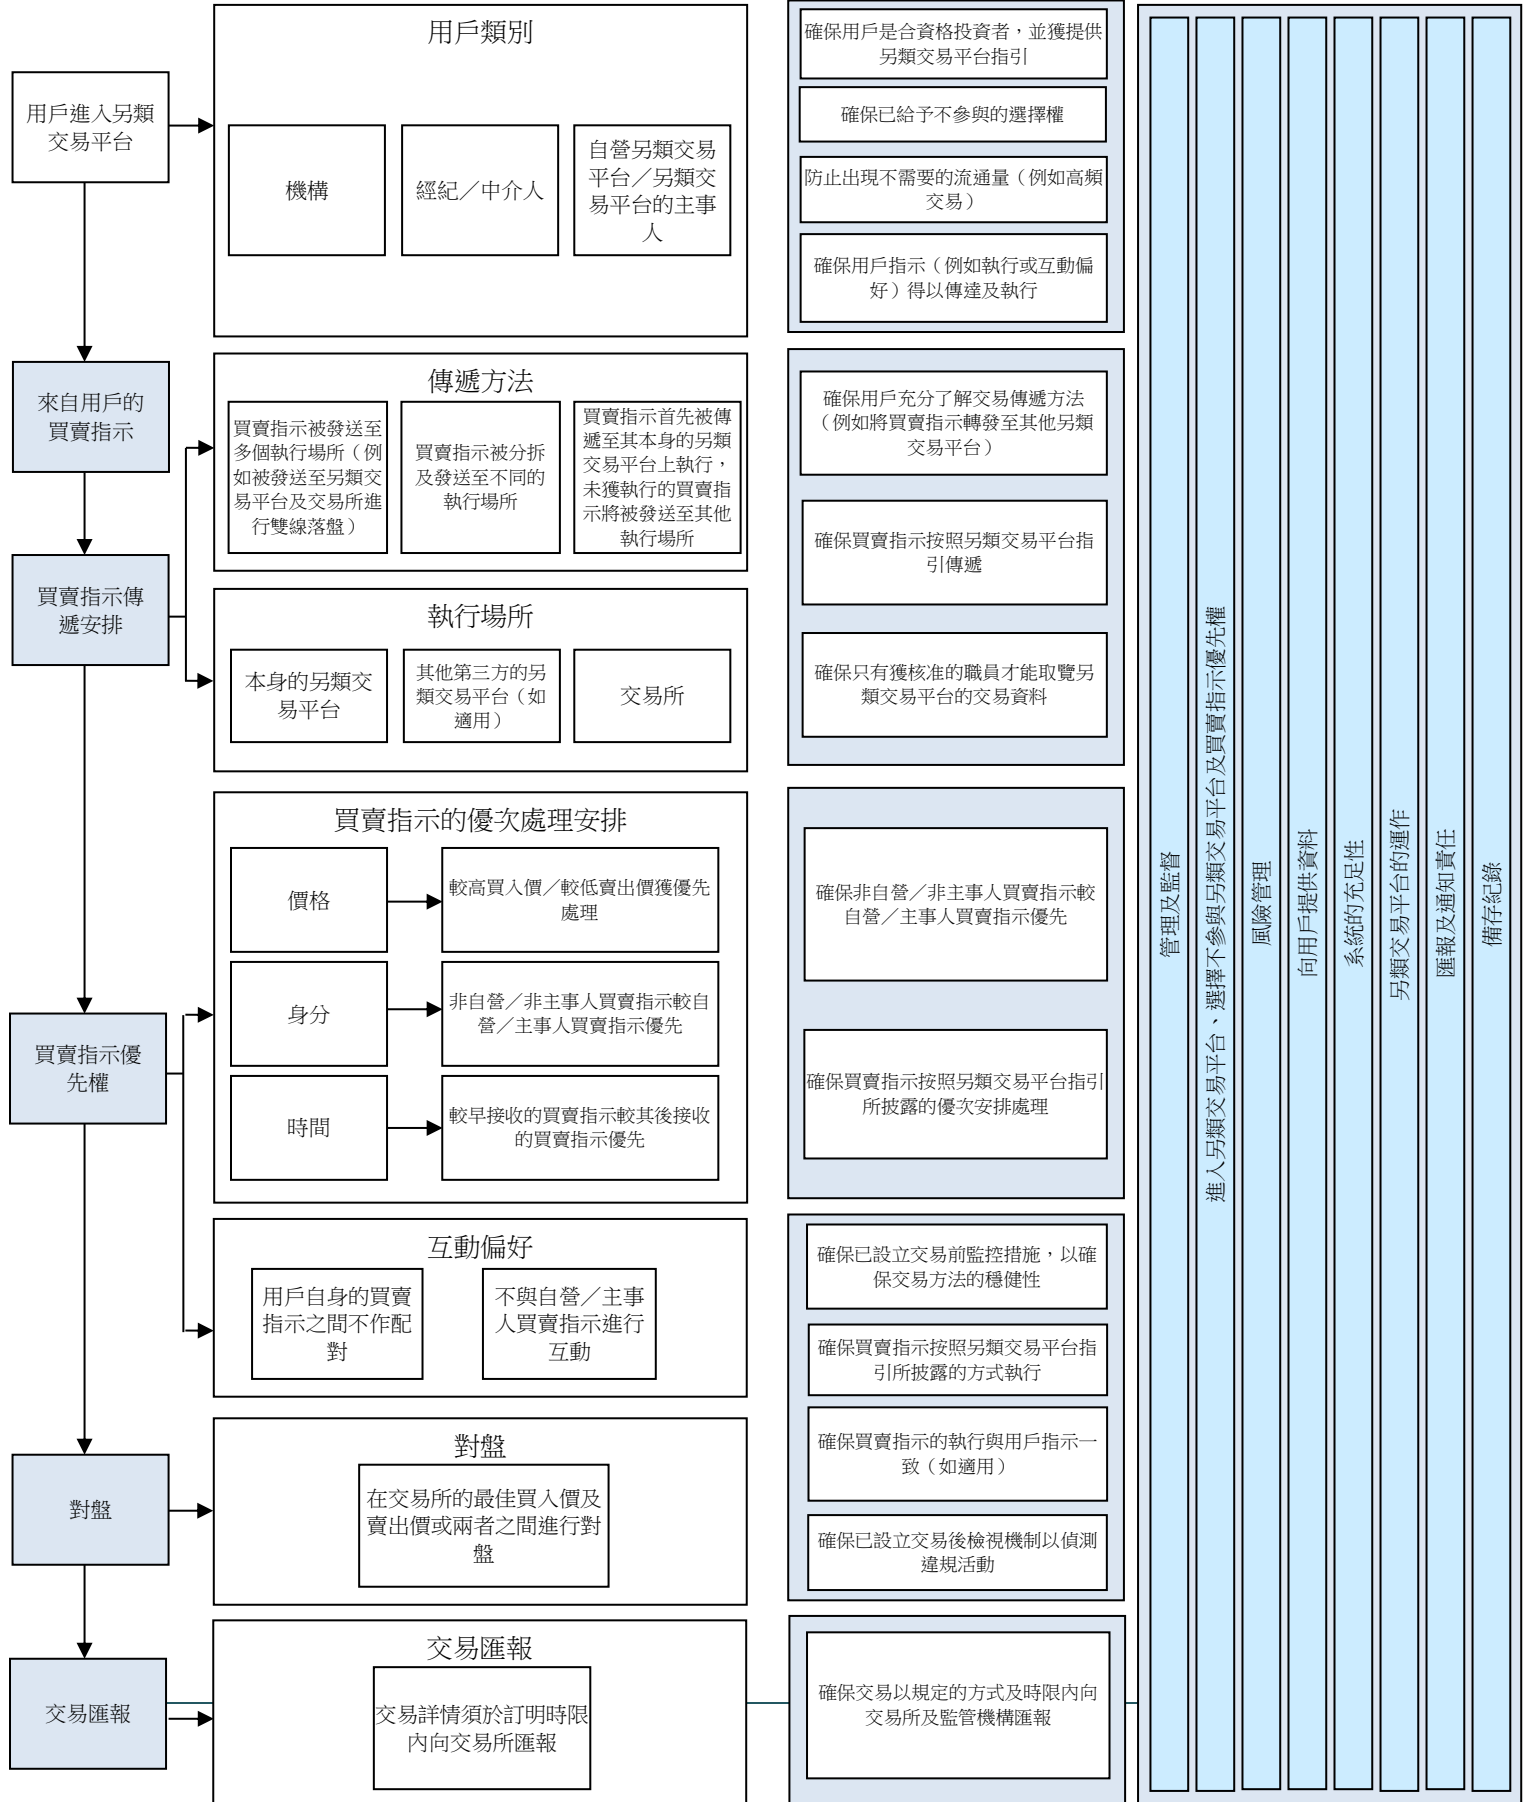 用戶進入另類
交易平台
來自用戶的
買賣指示
買賣指示傳
遞安排
買賣指示優
先權
對盤
交易匯報
用戶類別
機構
經紀／中介人
自營另類交易
平台／另類交
易平台的主事
人
傳遞方法
買賣指示被發送至
多個執行場所（例
如被發送至另類交
易平台及交易所進
行雙線落盤）
買賣指示被分拆
及發送至不同的
執行場所
買賣指示首先被傳
遞至其本身的另類
交易平台上執行，
未獲執行的買賣指
示將被發送至其他
執行場所
執行場所
本身的另類交
易平台
其他第三方的另
類交易平台（如
適用）
交易所
買賣指示的優次處理安排
價格
較高買入價／較低賣出價獲優先
處理
身分
非自營／非主事人買賣指示較自
營／主事人買賣指示優先
時間
較早接收的買賣指示較其後接收
的買賣指示優先
互動偏好
用戶自身的買賣
指示之間不作配
對
不與自營／主事
人買賣指示進行
互動
對盤
在交易所的最佳買入價及
賣出價或兩者之間進行對
盤
交易匯報
交易詳情須於訂明時限
內向交易所匯報
確保用戶是合資格投資者，並獲提供
另類交易平台指引
確保已給予不參與的選擇權
防止出現不需要的流通量（例如高頻
交易）
確保用戶指示（例如執行或互動偏
好）得以傳達及執行
確保用戶充分了解交易傳遞方法
（例如將買賣指示轉發至其他另類
交易平台）
確保買賣指示按照另類交易平台指
引傳遞
確保只有獲核准的職員才能取覽另
類交易平台的交易資料
確保非自營／非主事人買賣指示較
自營／主事人買賣指示優先
確保買賣指示按照另類交易平台指引
所披露的優次安排處理
確保已設立交易前監控措施，以確
保交易方法的穩健性
確保買賣指示按照另類交易平台指
引所披露的方式執行
確保買賣指示的執行與用戶指示一
致（如適用）
確保已設立交易後檢視機制以偵測
違規活動
確保交易以規定的方式及時限內向
交易所及監管機構匯報
管理及監督
進入另類交易平台、選擇不參與另類交易平台及買賣指示優先權
風險管理
向用戶提供資料
系統的充足性
另類交易平台的運作
匯報及通知責任
備存紀錄